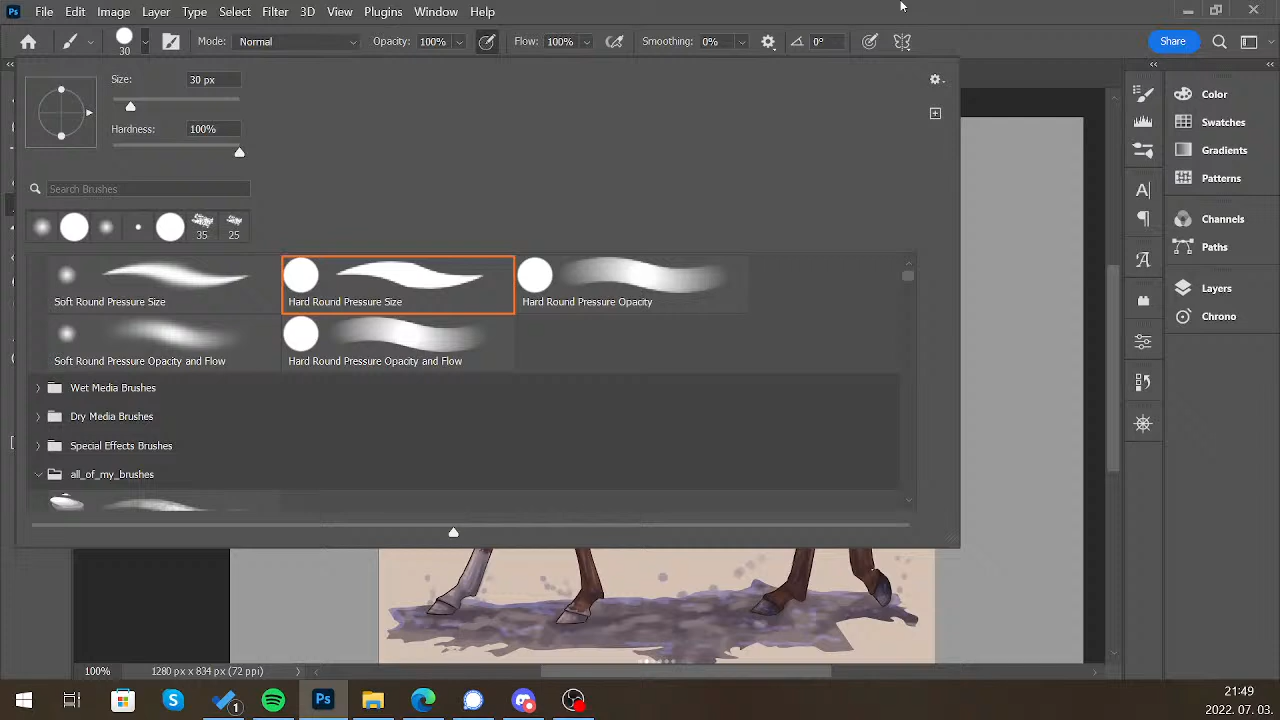 Ps File Edit Image Layer Type Select Filter 3D View Plugins Window Help
30 Mode: Normal Opacity: 100% Flow: 100% Smoothing: 0% 0° Share
Size: 30 px
Hardness: 100%
Search Brushes
35 25
Soft Round Pressure Size Hard Round Pressure Size Hard Round Pressure Opacity
Soft Round Pressure Opacity and Flow Hard Round Pressure Opacity and Flow
Wet Media Brushes
Dry Media Brushes
Special Effects Brushes
all_of_my_brushes
Color
Swatches
Gradients
Patterns
Channels
Paths
Layers
Chrono
100% 1280 px x 834 px (72 ppi)
1 Ps 21:49
2022. 07. 03.